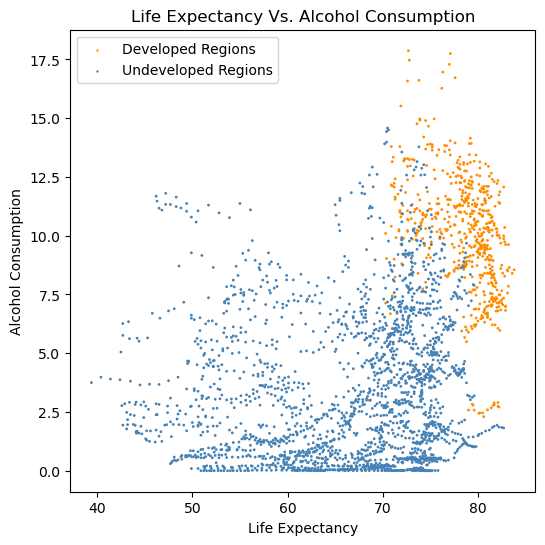 Life Expectancy Vs. Alcohol Consumption
Developed Regions
Undeveloped Regions
Alcohol Consumption
17.5
15.0
12.5
10.0
7.5
5.0
2.5
0.0
40
50
60
70
80
Life Expectancy